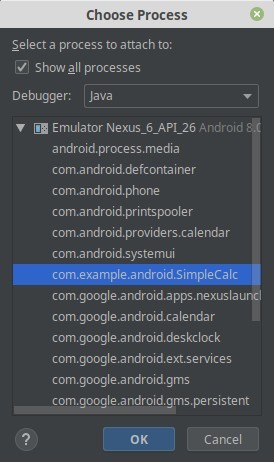 Choose Process
Select a process to attach to:
Show all processes
Debugger: Java
Emulator Nexus_6_API_26 Android 8.0
android.process.media
com.android.defcontainer
com.android.phone
com.android.printspooler
com.android.providers.calendar
com.android.systemui
com.example.android.SimpleCalc
com.google.android.apps.nexuslaunch
com.google.android.calendar
com.google.android.deskclock
com.google.android.ext.services
com.google.android.gms
com.google.android.gms.persistent
? OK Cancel